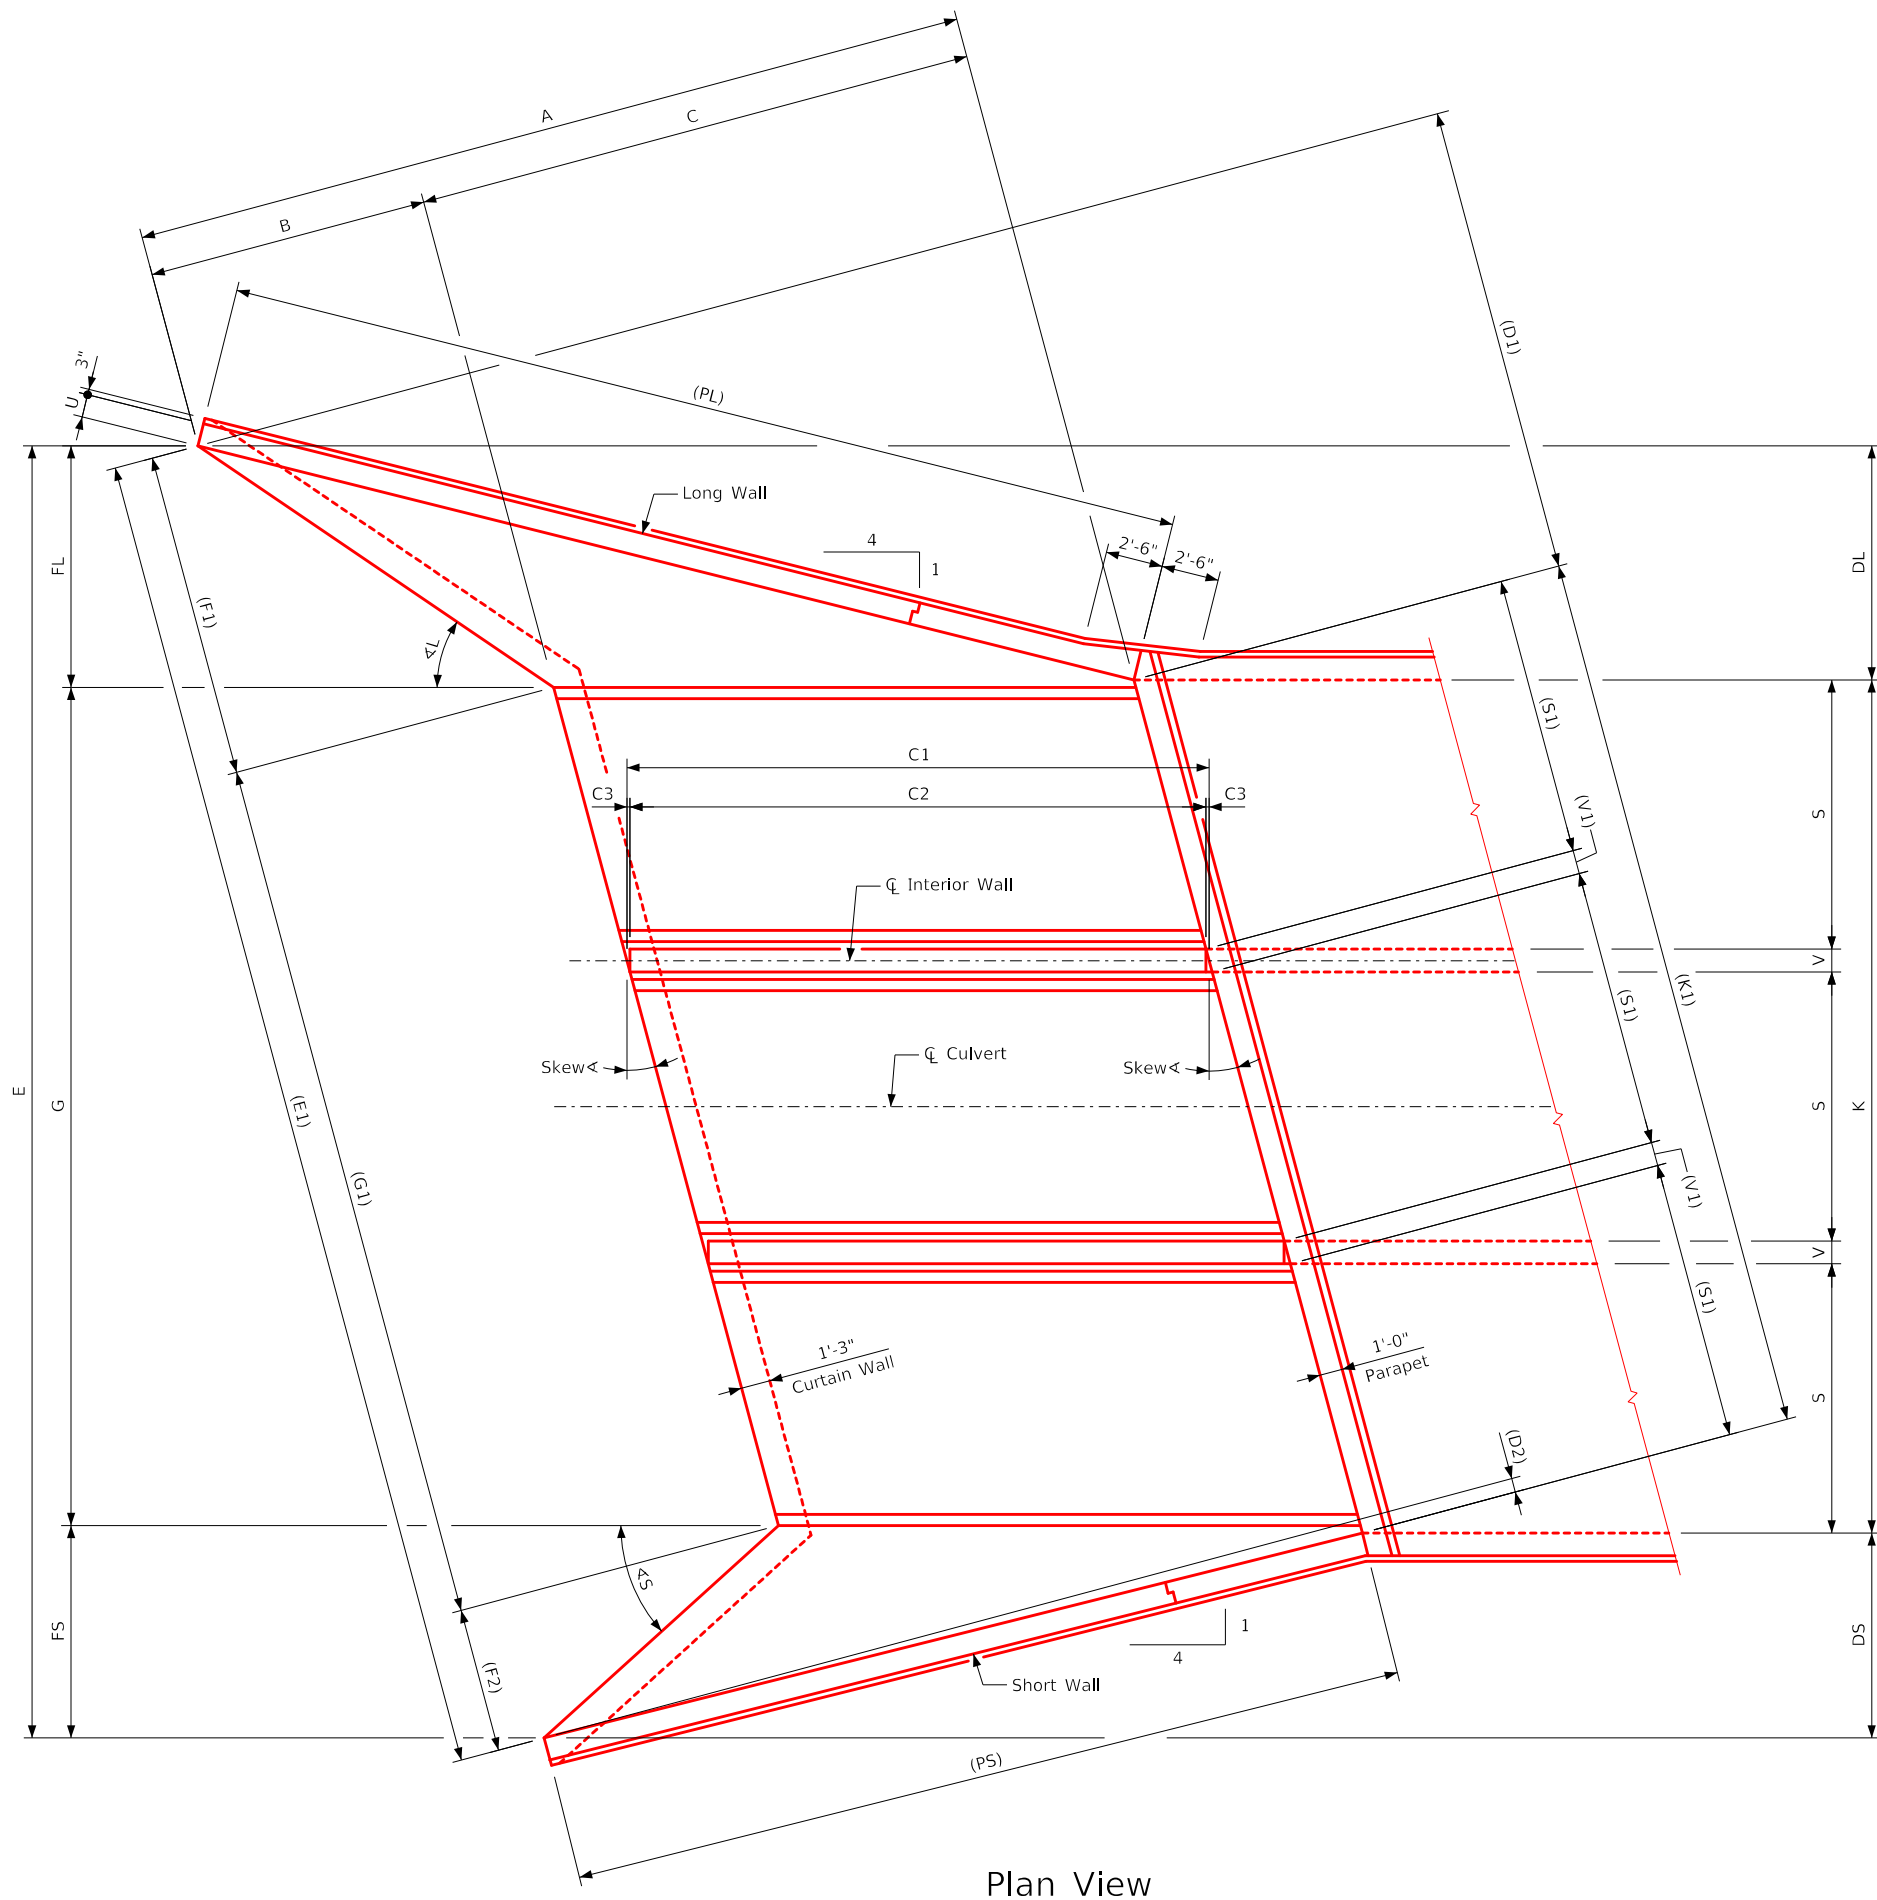 A
C
B
(D1)
3"
U
(PL)
Long Wall
4
1
2'-6"
2'-6"
FL
DL
(F1)
∢L
(S1)
C1
C3
C2
C3
S
(V1)
℄ Interior Wall
V
(S1)
(K1)
Skew∢
Skew∢
℄ Culvert
E
G
(E1)
S
K
(G1)
(V1)
V
(S1)
1'-3"
Curtain Wall
1'-0"
Parapet
S
(D2)
∢S
FS
DS
1
4
(F2)
Short Wall
(PS)
Plan View